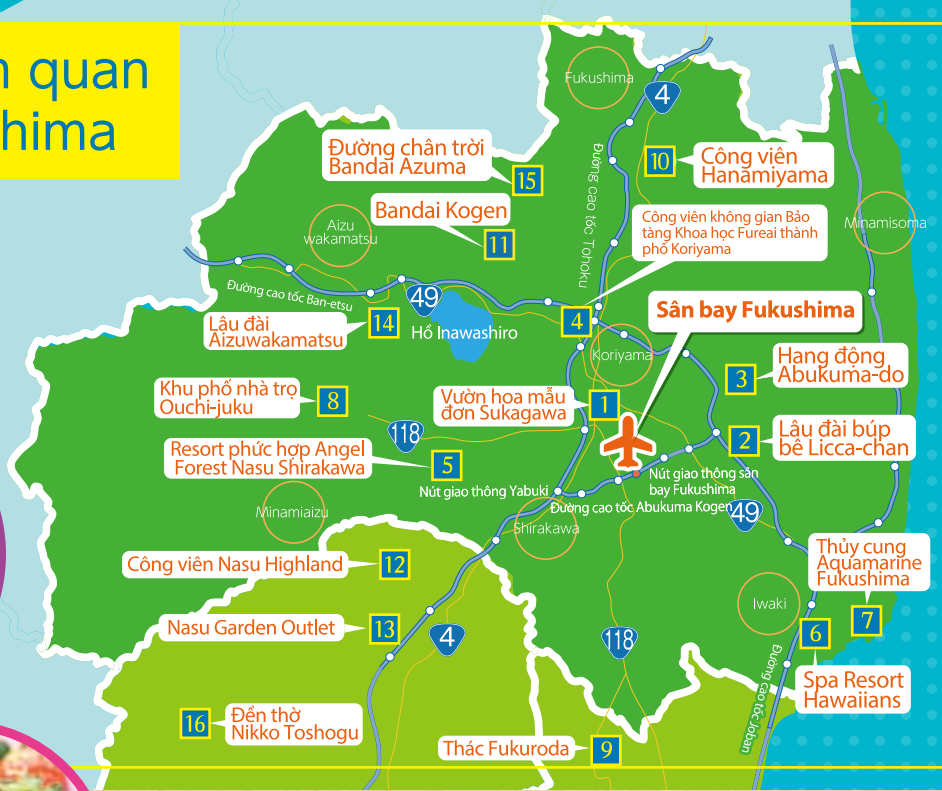 quan
hima
Fukushima
4
Đường chân trời
Bandai Azuma
15
10
Công viên
Hanamiyama
Đường cao tốc Tohoku
Bandai Kogen
11
Aizu
wakamatsu
Công viên không gian Bảo
tàng Khoa học Fureai thành
phố Koriyama
Minamisoma
Đường cao tốc Ban-etsu
49
Lâu đài
Aizuwakamatsu
14
Hồ Inawashiro
4
Sân bay Fukushima
Koriyama
Hang động
Abukuma-do
3
Khu phố nhà trọ
Ouchi-juku
8
Vườn hoa mẫu
đơn Sukagawa
1
118
2
Lâu đài búp
bê Licca-chan
Resort phức hợp Angel
Forest Nasu Shirakawa
5
Nút giao thông sân
bay Fukushima
Nút giao thông Yabuki
Đường cao tốc Abukuma Kogen
49
Minamiaizu
Shirakawa
Công viên Nasu Highland
12
Thủy cung
Aquamarine
Fukushima
7
Iwaki
Nasu Garden Outlet
13
4
118
6
Đường cao tốc Joban
Spa Resort
Hawaiians
16
Đền thờ
Nikko Toshogu
Thác Fukuroda
9